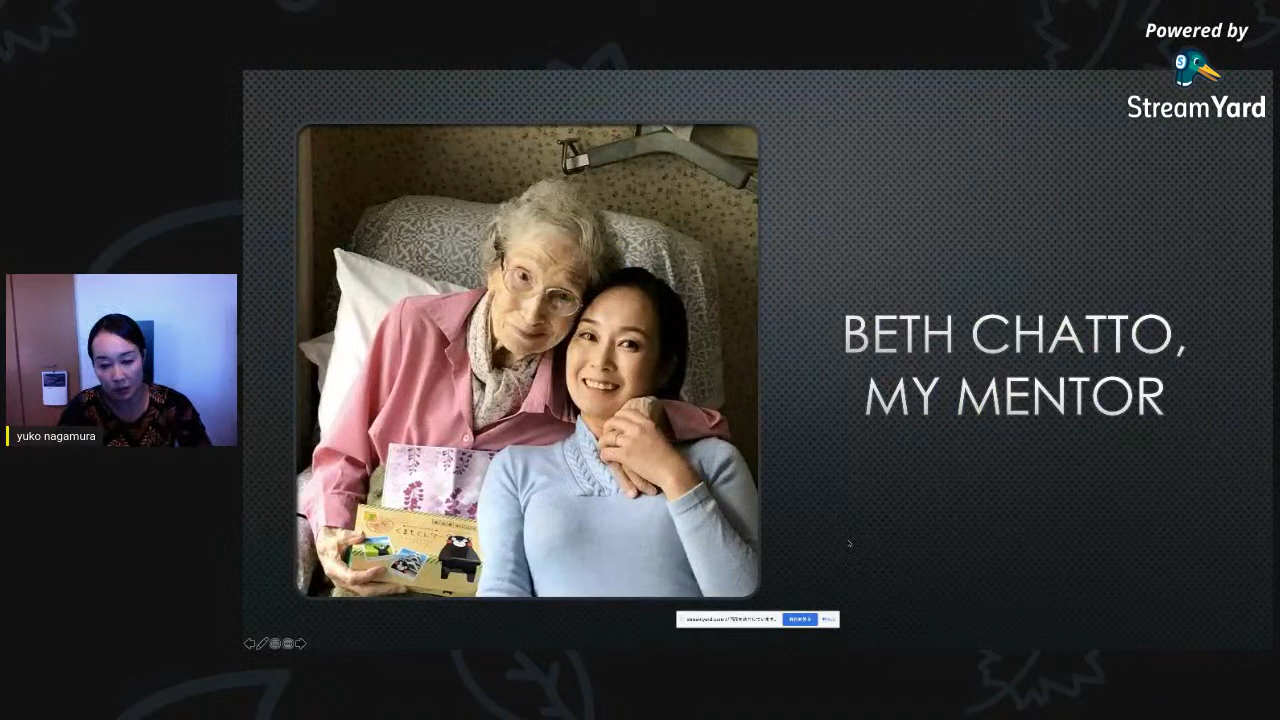 Powered by
StreamYard
BETH CHATTO,
MY MENTOR
yuko nagamura